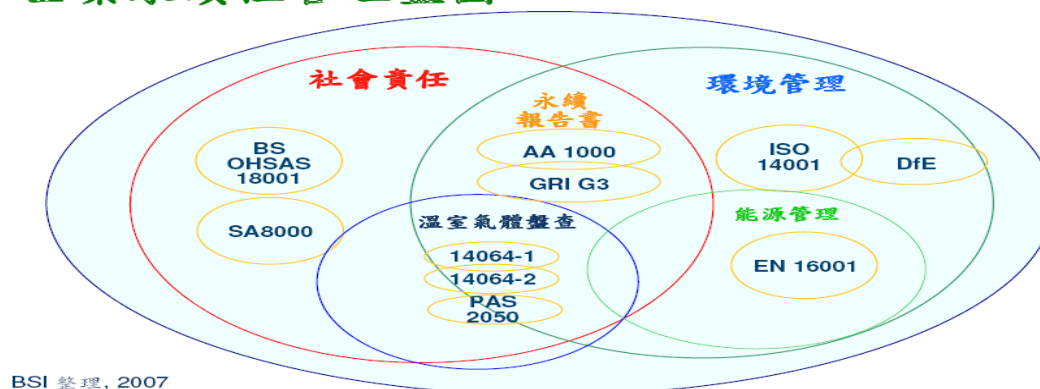 社會責任
環境管理
永續
報告書
BS
OHSAS
18001
AA 1000
ISO
14001
DfE
GRI G3
SA8000
溫室氣體盤查
能源管理
14064-1
14064-2
PAS
2050
EN 16001
BSI 整理, 2007